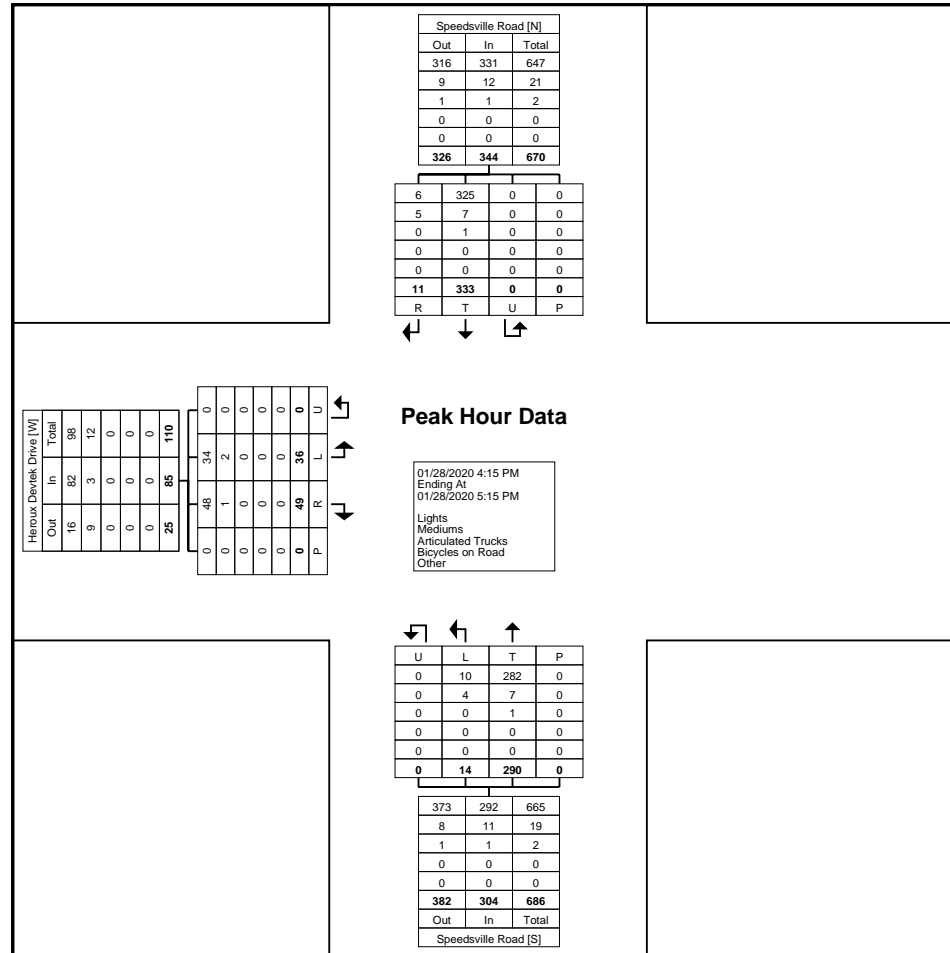 Speedsville Road [N]
Out In Total
316 331 647
9 12 21
1 1 2
0 0 0
0 0 0
326 344 670
6 325 0 0
5 7 0 0
0 1 0 0
0 0 0 0
0 0 0 0
11 333 0 0
R T U P
Heroux Devtek Drive [W]
Out In Total
16 82 98
9 3 12
0 0 0
0 0 0
0 0 0
25 85 110
0 48 34 0
0 1 2 0
0 0 0 0
0 0 0 0
0 0 0 0
0 49 36 0
P R L U
Peak Hour Data
01/28/2020 4:15 PM
Ending At
01/28/2020 5:15 PM
Lights
Mediums
Articulated Trucks
Bicycles on Road
Other
U L T P
0 10 282 0
0 4 7 0
0 0 1 0
0 0 0 0
0 0 0 0
0 14 290 0
373 292 665
8 11 19
1 1 2
0 0 0
0 0 0
382 304 686
Out In Total
Speedsville Road [S]